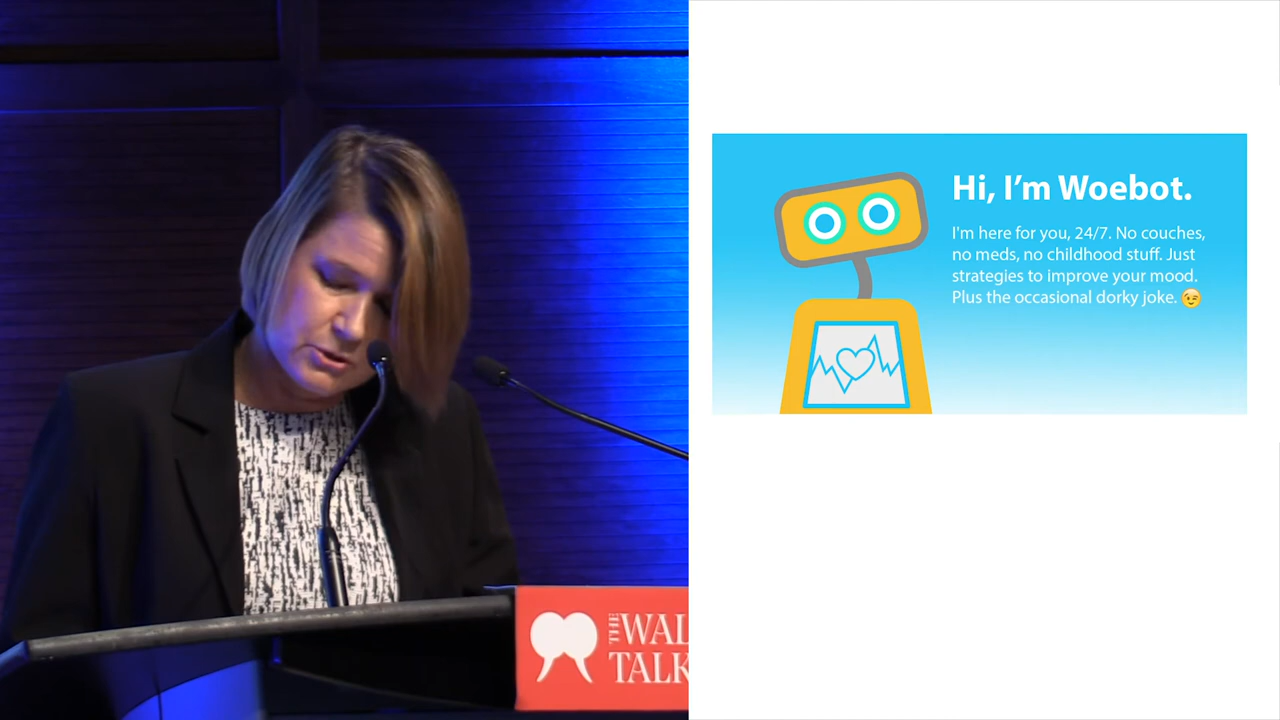 Hi, I'm Woebot.
I'm here for you, 24/7. No couches,
no meds, no childhood stuff. Just
strategies to improve your mood.
Plus the occasional dorky joke. 😉
THE WAL
TALK